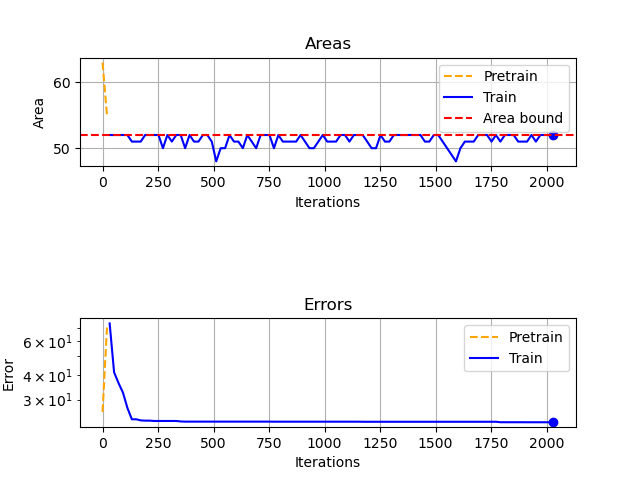 Areas
Area
60
50
Pretrain
Train
Area bound
0 250 500 750 1000 1250 1500 1750 2000
Iterations
Errors
Error
6 × 10¹
4 × 10¹
3 × 10¹
Pretrain
Train
0 250 500 750 1000 1250 1500 1750 2000
Iterations